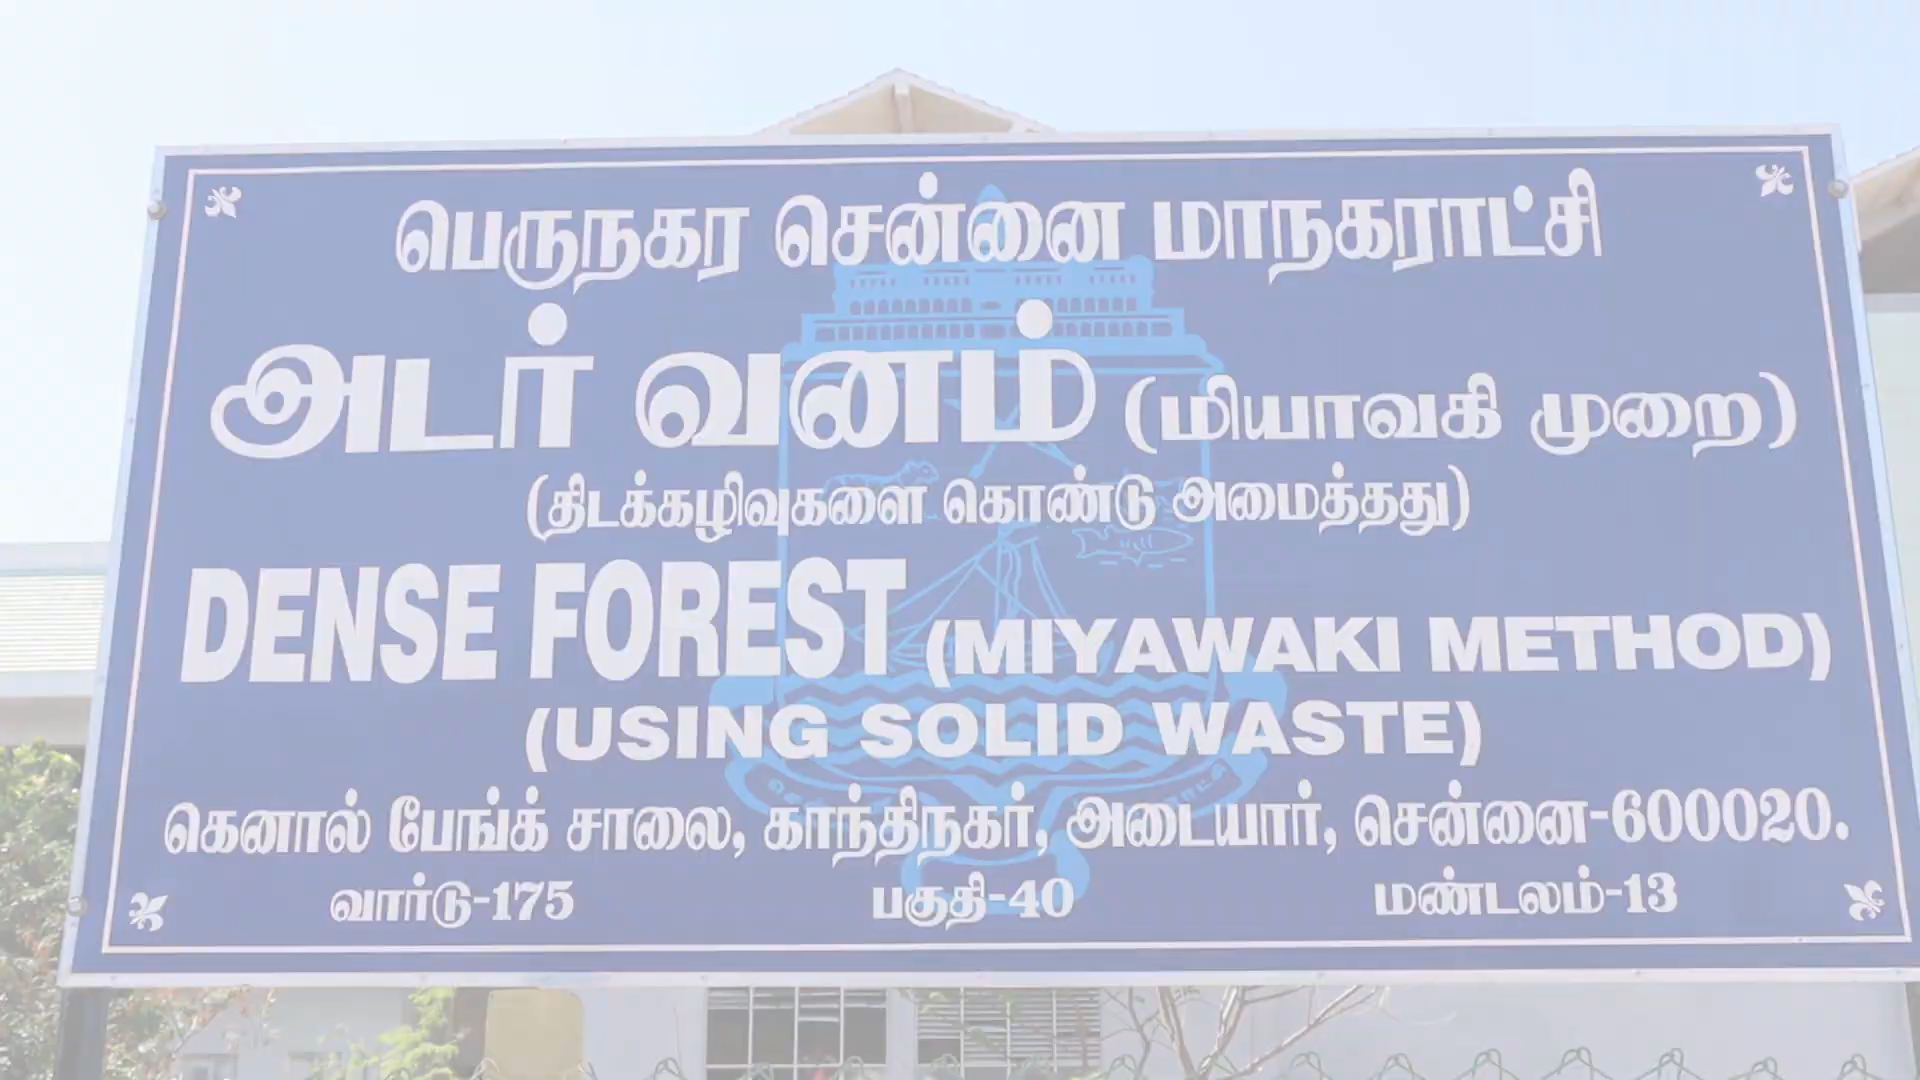 பெருநகர சென்னை மாநகராட்சி
அடர் வனம் (மியாவகி முறை)
(திடக்கழிவுகளை கொண்டு அமைத்தது)
DENSE FOREST (MIYAWAKI METHOD)
(USING SOLID WASTE)
கெனால் பேங்க் சாலை, காந்திநகர், அடையார், சென்னை-600020.
வார்டு-175 பகுதி-40 மண்டலம்-13